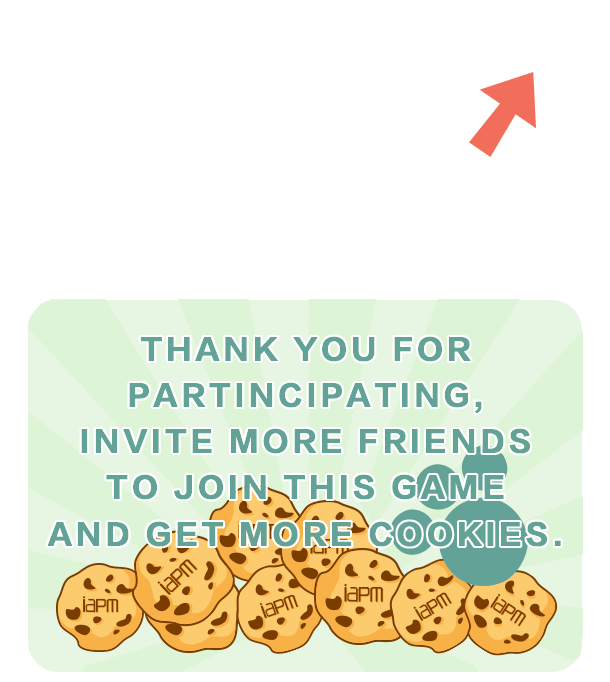 THANK YOU FOR
PARTINCIPATING,
INVITE MORE FRIENDS
TO JOIN THIS GAME
AND GET MORE COOKIES.
iAPM
iAPM
iAPM
iAPM
iAPM
iAPM
iAPM